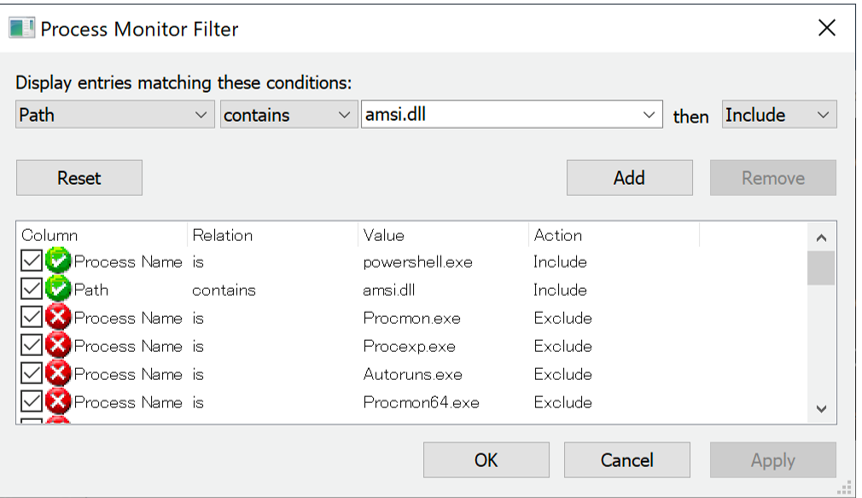 Process Monitor Filter
Display entries matching these conditions:
Path contains amsi.dll then Include
Reset Add Remove
Column Relation Value Action
Process Name is powershell.exe Include
Path contains amsi.dll Include
Process Name is Procmon.exe Exclude
Process Name is Procexp.exe Exclude
Process Name is Autoruns.exe Exclude
Process Name is Procmon64.exe Exclude
OK Cancel Apply